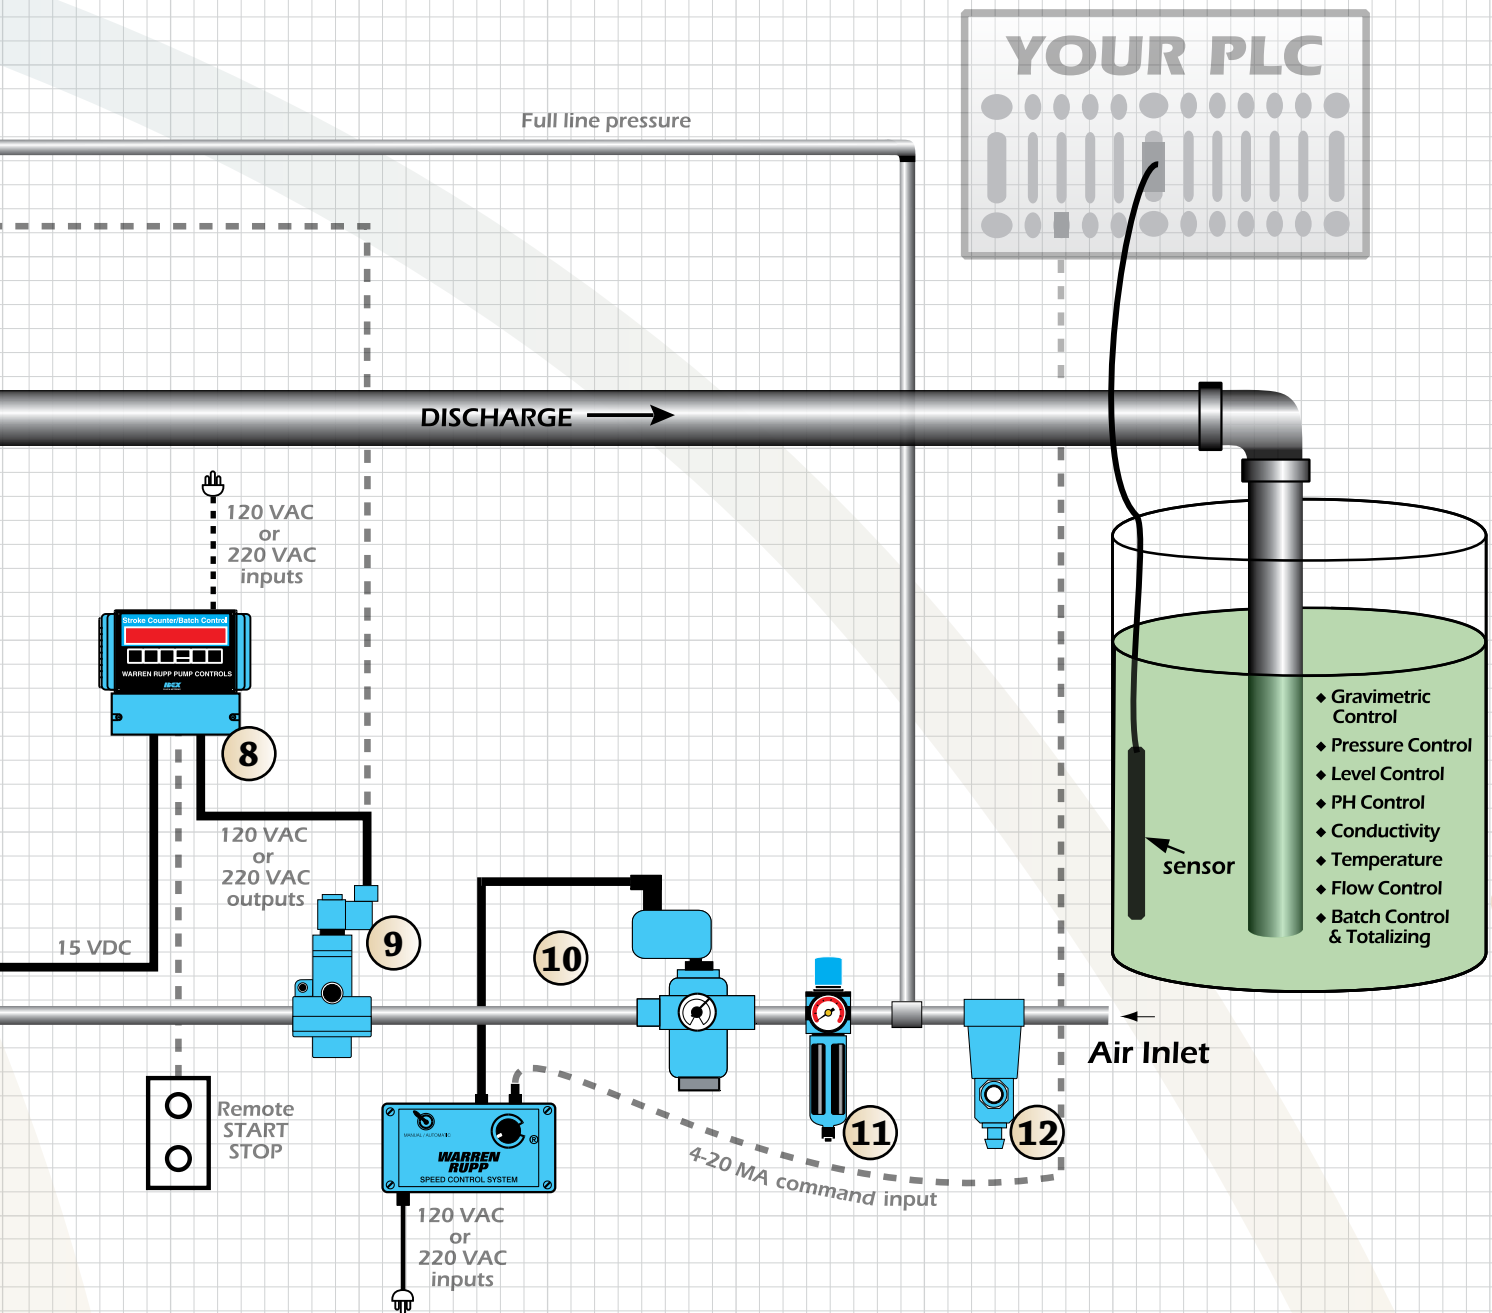 YOUR PLC
Full line pressure
DISCHARGE
120 VAC
or
220 VAC
inputs
Stroke Counter/Batch Control
WARREN RUPP PUMP CONTROLS
8
120 VAC
or
220 VAC
outputs
15 VDC
9
10
11
12
Air Inlet
sensor
◆ Gravimetric
Control
◆ Pressure Control
◆ Level Control
◆ PH Control
◆ Conductivity
◆ Temperature
◆ Flow Control
◆ Batch Control
& Totalizing
Remote
START
STOP
MANUAL / AUTOMATIC
®
WARREN
RUPP
SPEED CONTROL SYSTEM
4-20 MA command input
120 VAC
or
220 VAC
inputs